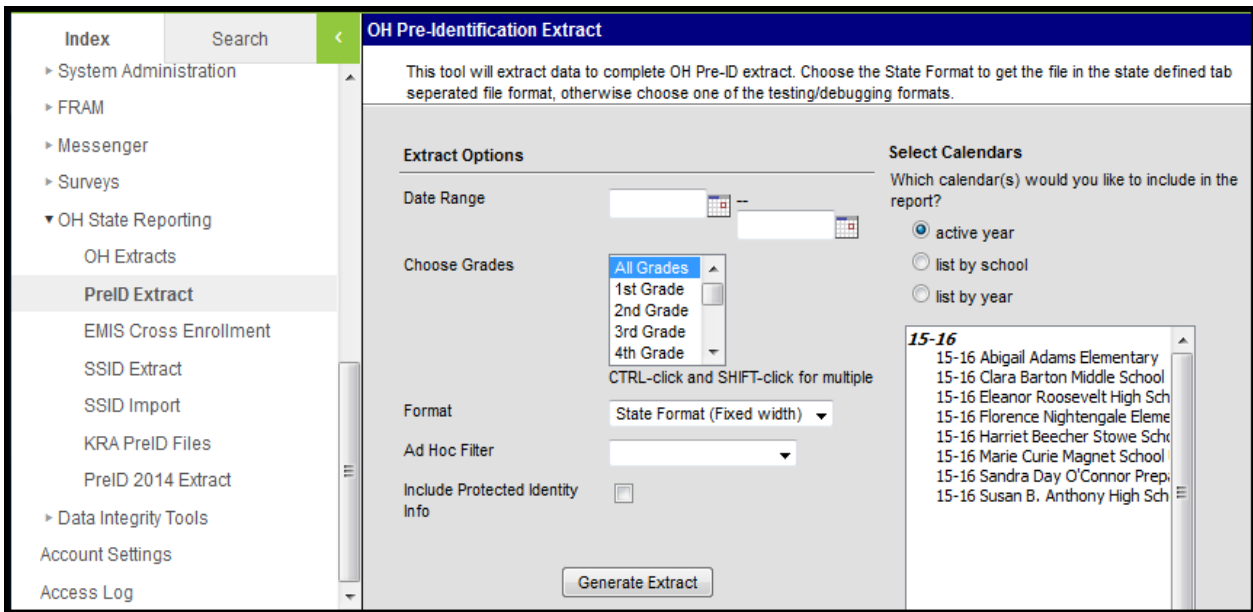 Index
Search
System Administration
FRAM
Messenger
Surveys
OH State Reporting
OH Extracts
PreID Extract
EMIS Cross Enrollment
SSID Extract
SSID Import
KRA PreID Files
PreID 2014 Extract
Data Integrity Tools
Account Settings
Access Log
OH Pre-Identification Extract
This tool will extract data to complete OH Pre-ID extract. Choose the State Format to get the file in the state defined tab
seperated file format, otherwise choose one of the testing/debugging formats.
Extract Options
Date Range
--
Choose Grades
All Grades
1st Grade
2nd Grade
3rd Grade
4th Grade
CTRL-click and SHIFT-click for multiple
Format
State Format (Fixed width)
Ad Hoc Filter
Include Protected Identity
Info
Generate Extract
Select Calendars
Which calendar(s) would you like to include in the
report?
active year
list by school
list by year
15-16
15-16 Abigail Adams Elementary
15-16 Clara Barton Middle School
15-16 Eleanor Roosevelt High Sch
15-16 Florence Nightengale Eleme
15-16 Harriet Beecher Stowe Scho
15-16 Marie Curie Magnet School
15-16 Sandra Day O'Connor Prep
15-16 Susan B. Anthony High Sch